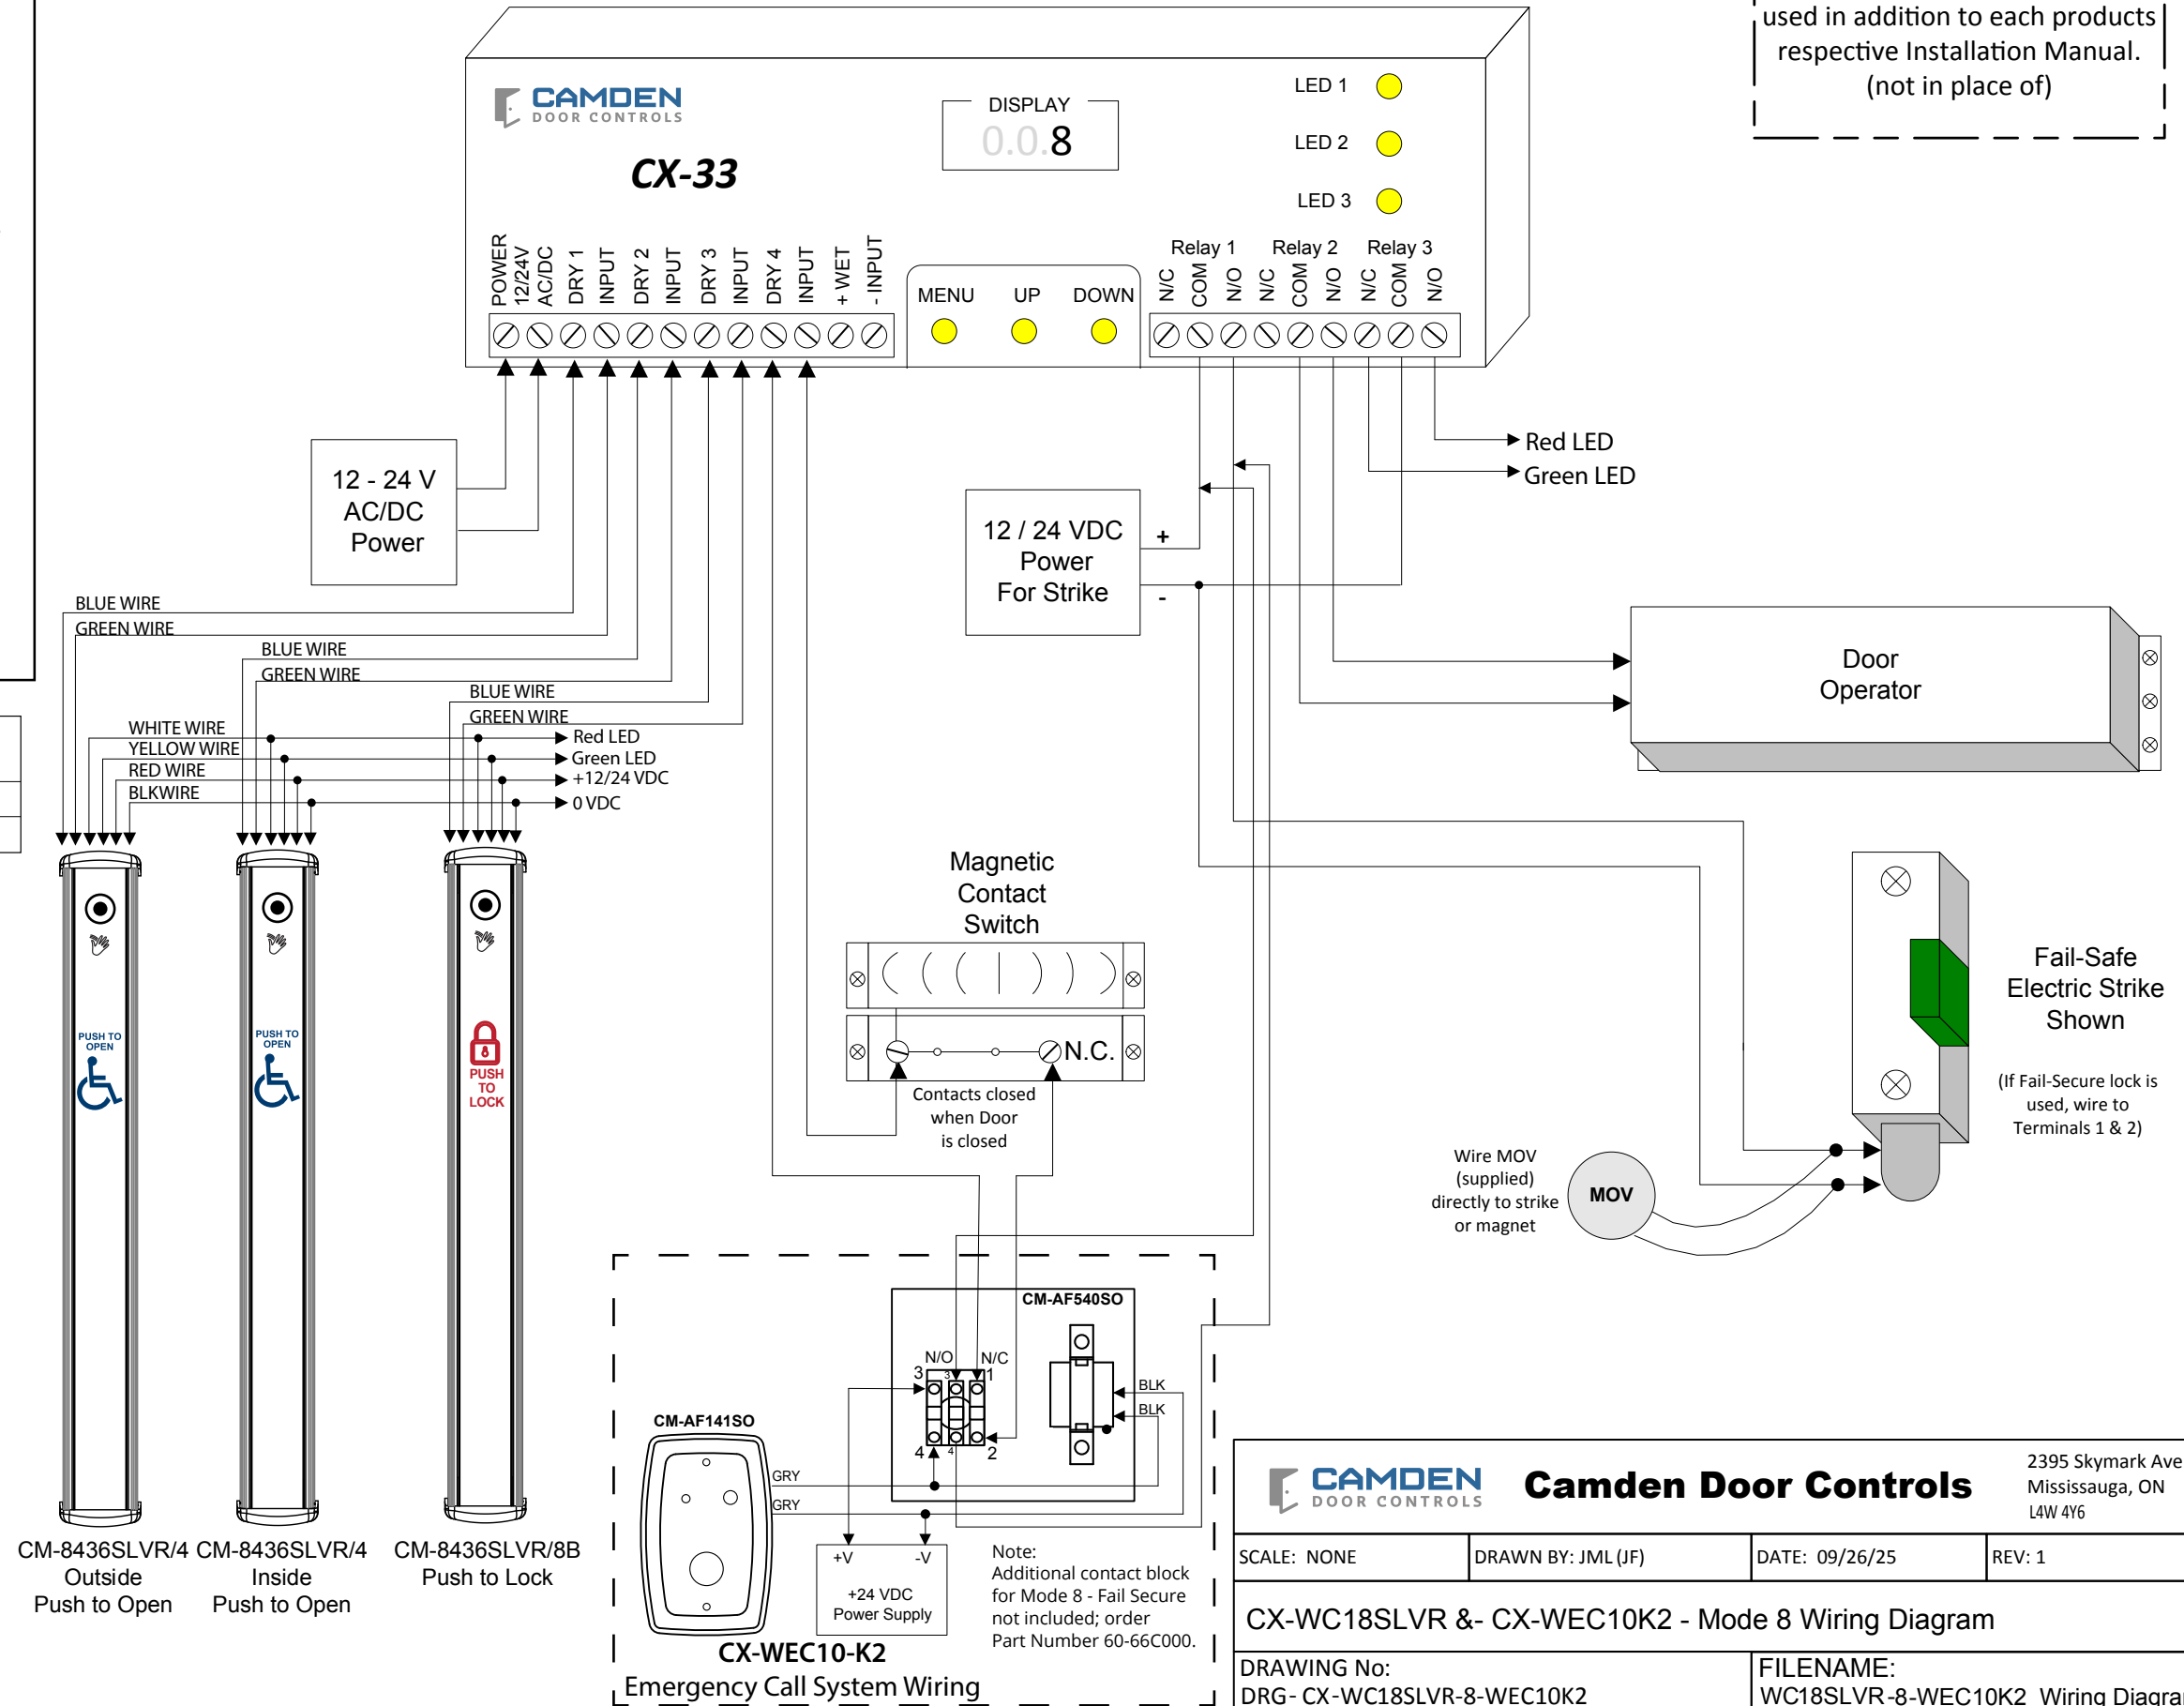 used in addition to each products
respective Installation Manual.
(not in place of)
CAMDEN
DOOR CONTROLS
CX-33
DISPLAY
0.0.8
LED 1
LED 2
LED 3
POWER
12/24V
AC/DC
DRY 1
INPUT
DRY 2
INPUT
DRY 3
INPUT
DRY 4
INPUT
+ WET
- INPUT
MENU UP DOWN
Relay 1 Relay 2 Relay 3
N/C COM N/O N/C COM N/O N/C COM N/O
Red LED
Green LED
12 - 24 V
AC/DC
Power
12 / 24 VDC
Power
For Strike
+
-
BLUE WIRE
GREEN WIRE
BLUE WIRE
GREEN WIRE
BLUE WIRE
GREEN WIRE
WHITE WIRE
YELLOW WIRE
RED WIRE
BLKWIRE
Red LED
Green LED
+12/24 VDC
0 VDC
Door
Operator
Magnetic
Contact
Switch
N.C.
Contacts closed
when Door
is closed
PUSH TO
OPEN
PUSH TO
OPEN
PUSH
TO
LOCK
Fail-Safe
Electric Strike
Shown
(If Fail-Secure lock is
used, wire to
Terminals 1 & 2)
Wire MOV
(supplied)
directly to strike
or magnet
MOV
CM-8436SLVR/4
Outside
Push to Open
CM-8436SLVR/4
Inside
Push to Open
CM-8436SLVR/8B
Push to Lock
CM-AF540SO
N/O N/C
3 3 1
4 4 2
BLK
BLK
CM-AF141SO
GRY
GRY
+V -V
+24 VDC
Power Supply
Note:
Additional contact block
for Mode 8 - Fail Secure
not included; order
Part Number 60-66C000.
CX-WEC10-K2
Emergency Call System Wiring
CAMDEN
DOOR CONTROLS
Camden Door Controls
2395 Skymark Ave
Mississauga, ON
L4W 4Y6
SCALE: NONE
DRAWN BY: JML (JF)
DATE: 09/26/25
REV: 1
CX-WC18SLVR &- CX-WEC10K2 - Mode 8 Wiring Diagram
DRAWING No:
DRG- CX-WC18SLVR-8-WEC10K2
FILENAME:
WC18SLVR-8-WEC10K2 Wiring Diagra